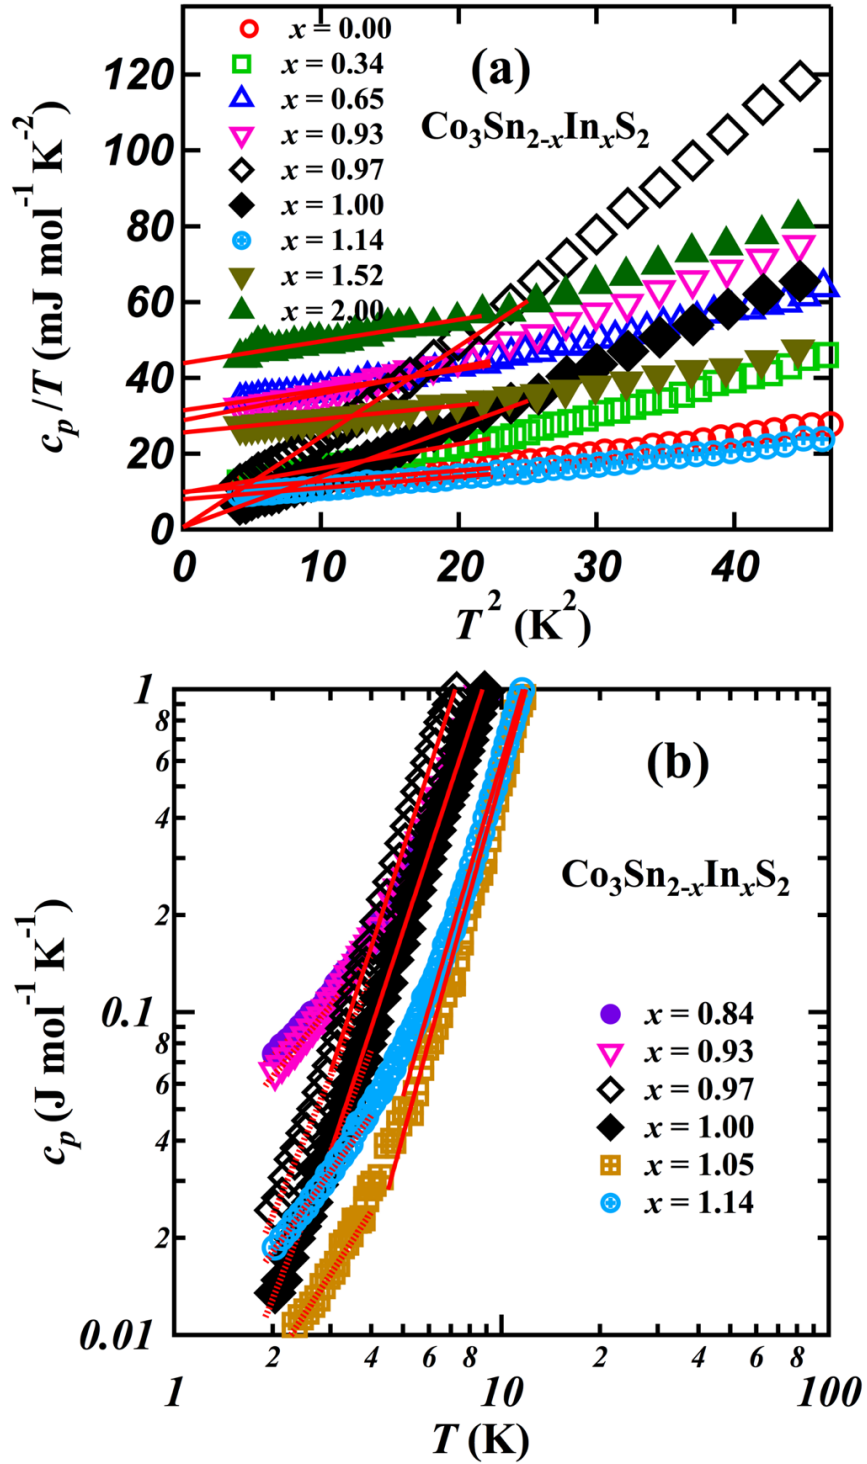 x = 0.00
x = 0.34
x = 0.65
x = 0.93
x = 0.97
x = 1.00
x = 1.14
x = 1.52
x = 2.00
(a)
Co₃Sn₂₋ₓInₓS₂
120
100
80
60
40
20
0
cₚ/T (mJ mol⁻¹ K⁻²)
0 10 20 30 40
T² (K²)
(b)
Co₃Sn₂₋ₓInₓS₂
x = 0.84
x = 0.93
x = 0.97
x = 1.00
x = 1.05
x = 1.14
1
8
6
4
2
0.1
8
6
4
2
0.01
cₚ (J mol⁻¹ K⁻¹)
2 4 6 8 2 4 6 8
1 10 100
T (K)